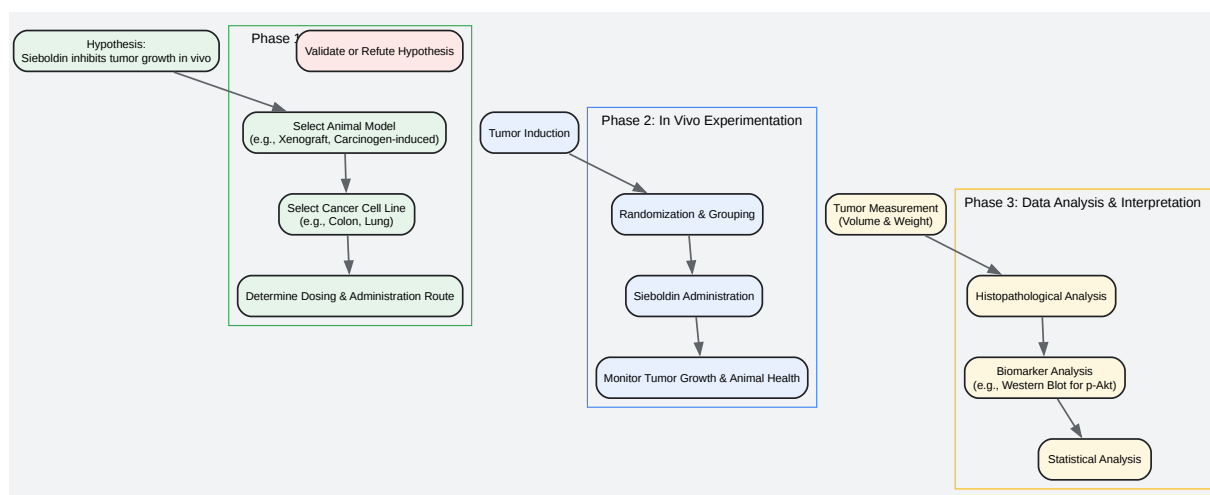 Hypothesis:
Sieboldin inhibits tumor growth in vivo
Phase 1
Validate or Refute Hypothesis
Select Animal Model
(e.g., Xenograft, Carcinogen-induced)
Select Cancer Cell Line
(e.g., Colon, Lung)
Determine Dosing & Administration Route
Tumor Induction
Phase 2: In Vivo Experimentation
Randomization & Grouping
Sieboldin Administration
Monitor Tumor Growth & Animal Health
Tumor Measurement
(Volume & Weight)
Phase 3: Data Analysis & Interpretation
Histopathological Analysis
Biomarker Analysis
(e.g., Western Blot for p-Akt)
Statistical Analysis